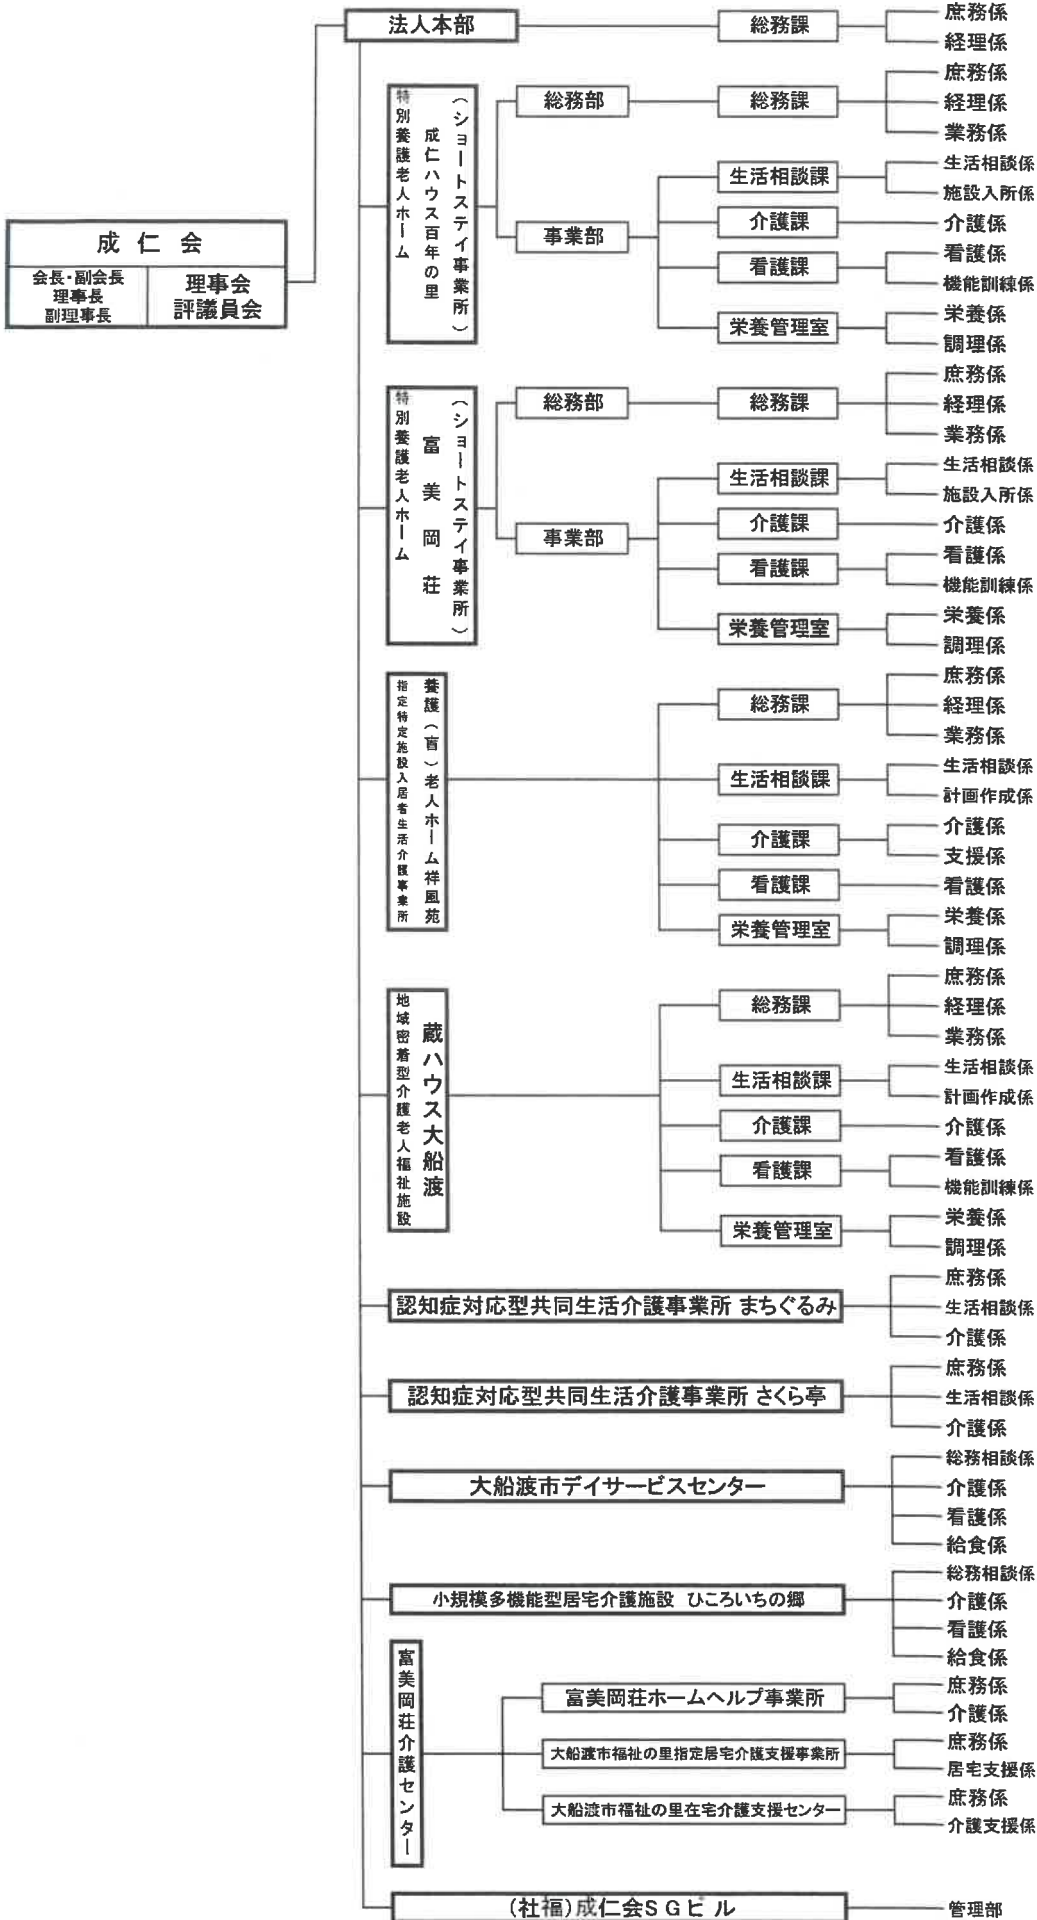 成仁会
会長・副会長
理事長
副理事長
理事会
評議員会
法人本部
総務課
庶務係
経理係
特別養護老人ホーム
成仁ハウス百年の里
（ショートステイ事業所）
総務部
総務課
庶務係
経理係
業務係
事業部
生活相談課
生活相談係
施設入所係
介護課
介護係
看護課
看護係
機能訓練係
栄養管理室
栄養係
調理係
特別養護老人ホーム
富美岡荘
（ショートステイ事業所）
総務部
総務課
庶務係
経理係
業務係
事業部
生活相談課
生活相談係
施設入所係
介護課
介護係
看護課
看護係
機能訓練係
栄養管理室
栄養係
調理係
養護（盲）老人ホーム祥風苑
指定特定施設入居者生活介護事業所
総務課
庶務係
経理係
業務係
生活相談課
生活相談係
計画作成係
介護課
介護係
支援係
看護課
看護係
栄養管理室
栄養係
調理係
地域密着型介護老人福祉施設
蔵ハウス大船渡
総務課
庶務係
経理係
業務係
生活相談課
生活相談係
計画作成係
介護課
介護係
看護課
看護係
機能訓練係
栄養管理室
栄養係
調理係
認知症対応型共同生活介護事業所 まちぐるみ
庶務係
生活相談係
介護係
認知症対応型共同生活介護事業所 さくら亭
庶務係
生活相談係
介護係
大船渡市デイサービスセンター
総務相談係
介護係
看護係
給食係
小規模多機能型居宅介護施設 ひころいちの郷
総務相談係
介護係
看護係
給食係
富美岡荘介護センター
富美岡荘ホームヘルプ事業所
庶務係
介護係
大船渡市福祉の里指定居宅介護支援事業所
庶務係
居宅支援係
大船渡市福祉の里在宅介護支援センター
庶務係
介護支援係
（社福）成仁会ＳＧビル
管理部